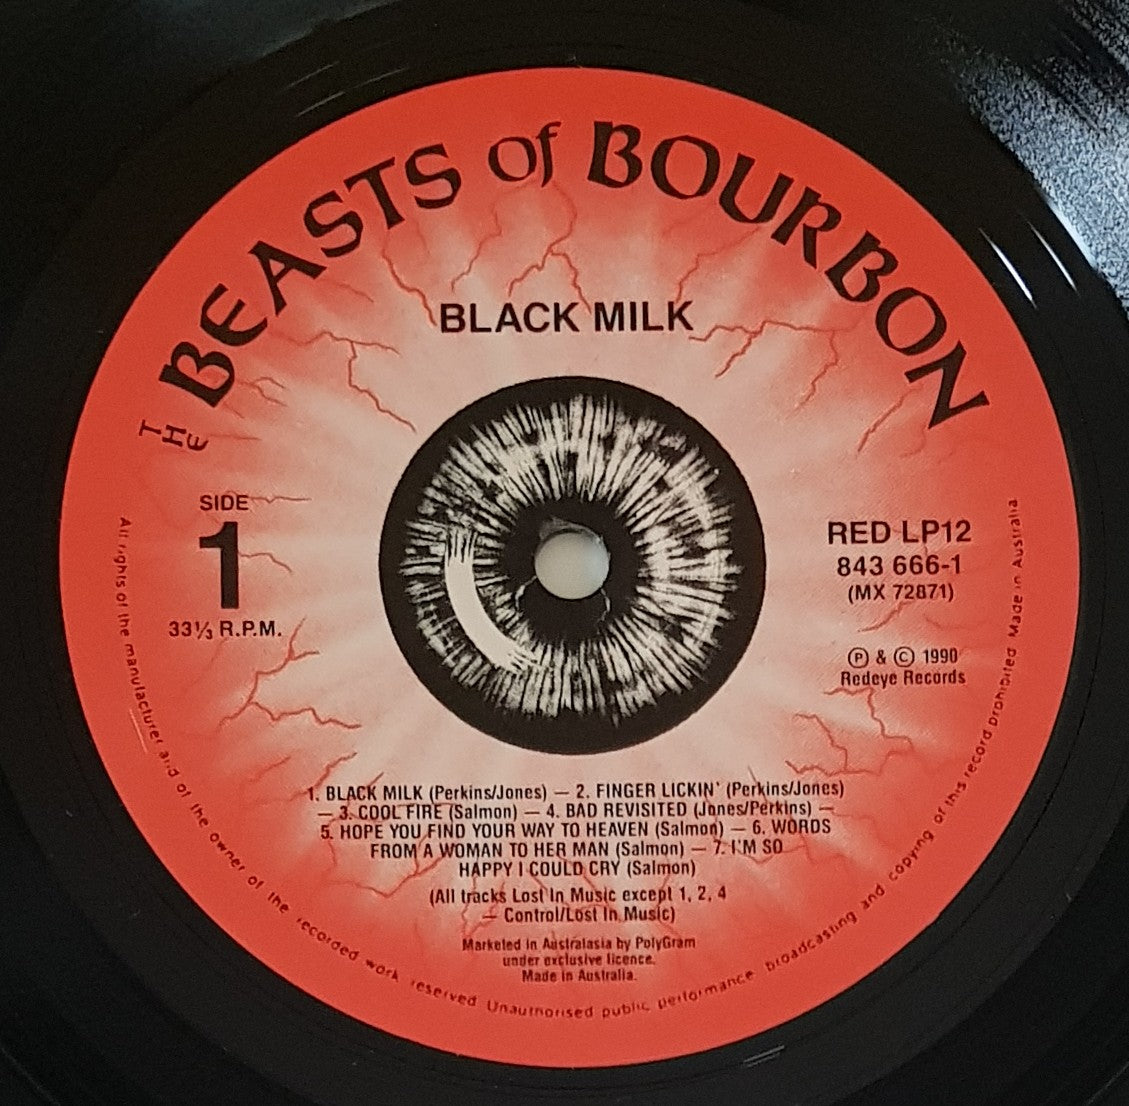 THE BEASTS of BOURBON
BLACK MILK
SIDE
1
33⅓ R.P.M.
RED LP12
843 666-1
(MX 72871)
Ⓟ & © 1990
Redeye Records
1. BLACK MILK (Perkins/Jones) — 2. FINGER LICKIN' (Perkins/Jones)
— 3. COOL FIRE (Salmon) — 4. BAD REVISITED (Jones/Perkins) —
5. HOPE YOU FIND YOUR WAY TO HEAVEN (Salmon) — 6. WORDS
FROM A WOMAN TO HER MAN (Salmon) — 7. I'M SO
HAPPY I COULD CRY (Salmon)
(All tracks Lost In Music except 1, 2, 4
— Control/Lost In Music)
Marketed in Australasia by PolyGram
under exclusive licence.
Made in Australia.
All rights of the manufacturer and of the owner of the recorded work reserved Unauthorised public performance broadcasting and copying of this record prohibited Made in Australia